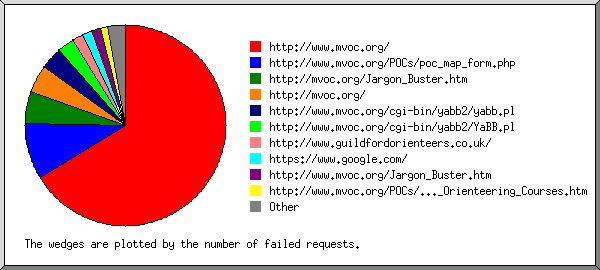 http://www.mvoc.org/
http://www.mvoc.org/POCs/poc_map_form.php
http://mvoc.org/Jargon_Buster.htm
http://mvoc.org/
http://www.mvoc.org/cgi-bin/yabb2/yabb.pl
http://www.mvoc.org/cgi-bin/yabb2/YaBB.pl
http://www.guildfordorienteers.co.uk/
https://www.google.com/
http://www.mvoc.org/Jargon_Buster.htm
http://www.mvoc.org/POCs/..._Orienteering_Courses.htm
Other
The wedges are plotted by the number of failed requests.